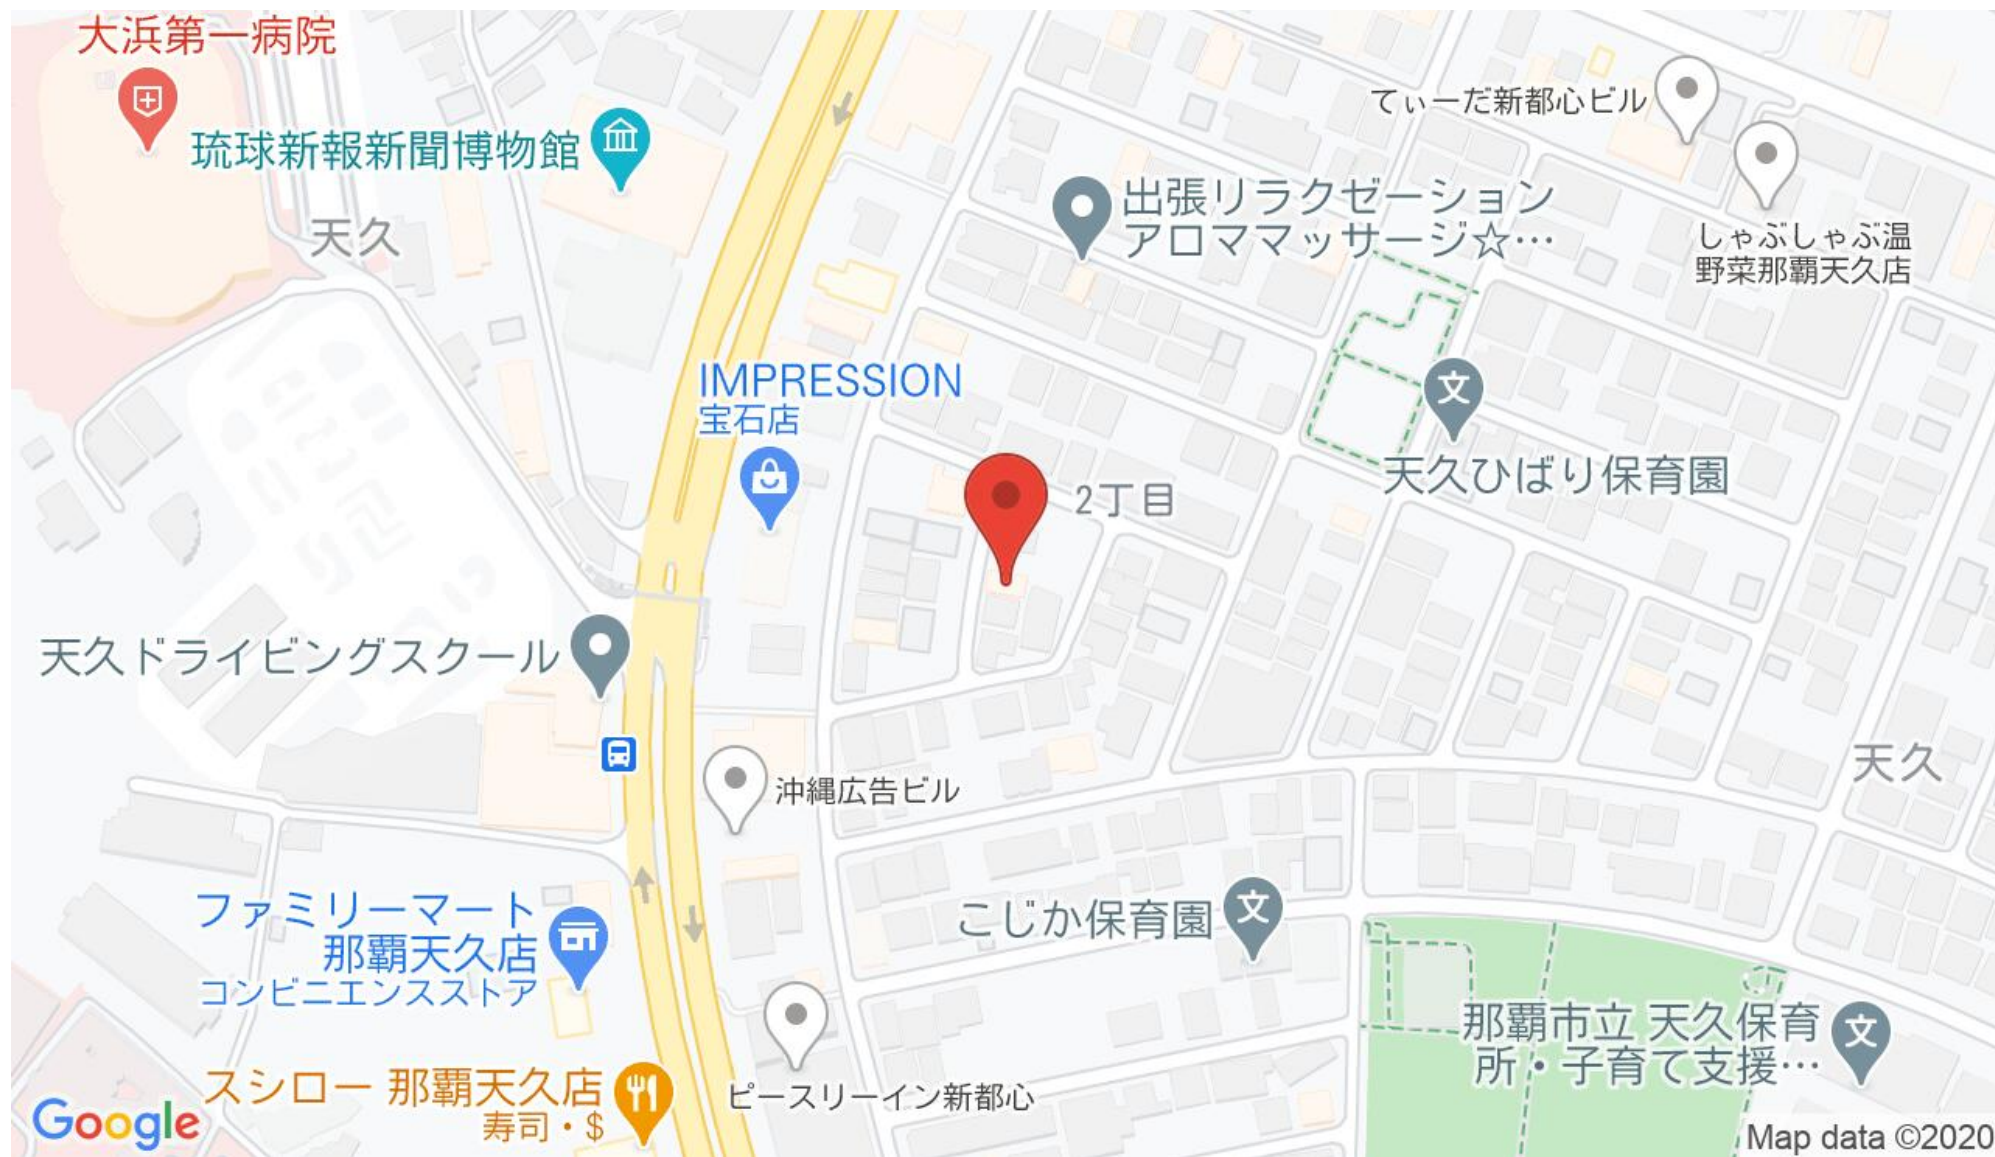 大浜第一病院
琉球新報新聞博物館
天久
てぃーだ新都心ビル
出張リラクゼーション
アロママッサージ☆…
しゃぶしゃぶ温
野菜那覇天久店
IMPRESSION
宝石店
文
天久ひばり保育園
2丁目
天久ドライビングスクール
天久
沖縄広告ビル
ファミリーマート
那覇天久店
コンビニエンスストア
こじか保育園
文
那覇市立 天久保育
所・子育て支援…
文
スシロー 那覇天久店
寿司・$
ピースリーイン新都心
Google
Map data ©2020